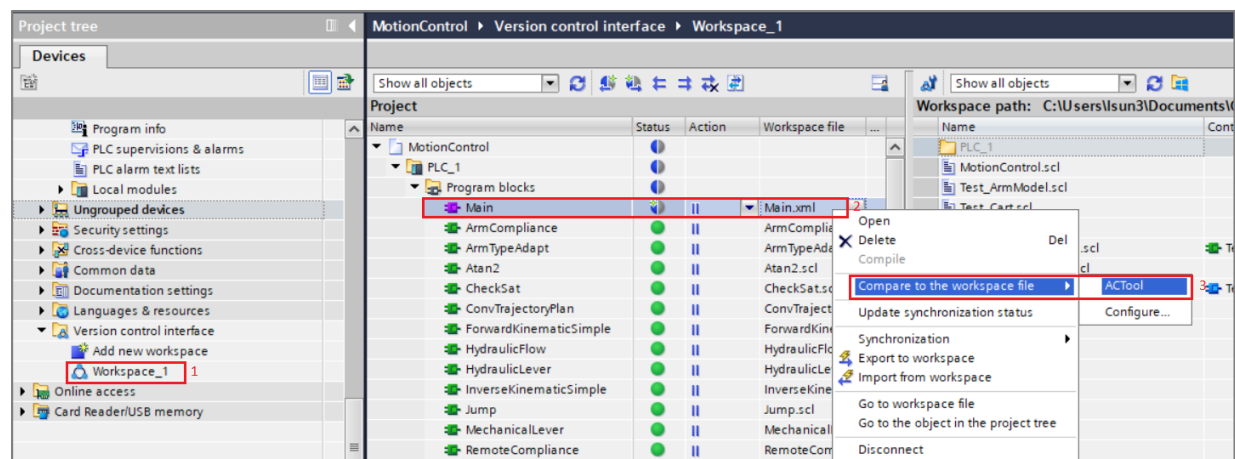 Project tree
MotionControl ▸ Version control interface ▸ Workspace_1
Devices
Show all objects
Show all objects
Project
Workspace path: C:\Users\lsun3\Documents\
Name Status Action Workspace file ...
Name Cont
Program info
PLC supervisions & alarms
PLC alarm text lists
Local modules
Ungrouped devices
Security settings
Cross-device functions
Common data
Documentation settings
Languages & resources
Version control interface
Add new workspace
Workspace_1 1
Online access
Card Reader/USB memory
MotionControl
PLC_1
Program blocks
Main Main.xml 2
ArmCompliance ArmComplia
ArmTypeAdapt ArmTypeAda
Atan2 Atan2.scl
CheckSat CheckSat.sc
ConvTrajectoryPlan ConvTraject
ForwardKinematicSimple ForwardKine
HydraulicFlow HydraulicFlo
HydraulicLever HydraulicLe
InverseKinematicSimple InverseKine
Jump Jump.scl
MechanicalLever Mechanical
RemoteCompliance RemoteCom
PLC_1
MotionControl.scl
Test_ArmModel.scl
Test_Cart.scl
.scl
cl
Open
Delete Del
Compile
Compare to the workspace file
Update synchronization status
Synchronization
Export to workspace
Import from workspace
Go to workspace file
Go to the object in the project tree
Disconnect
ACTool 3
Configure...